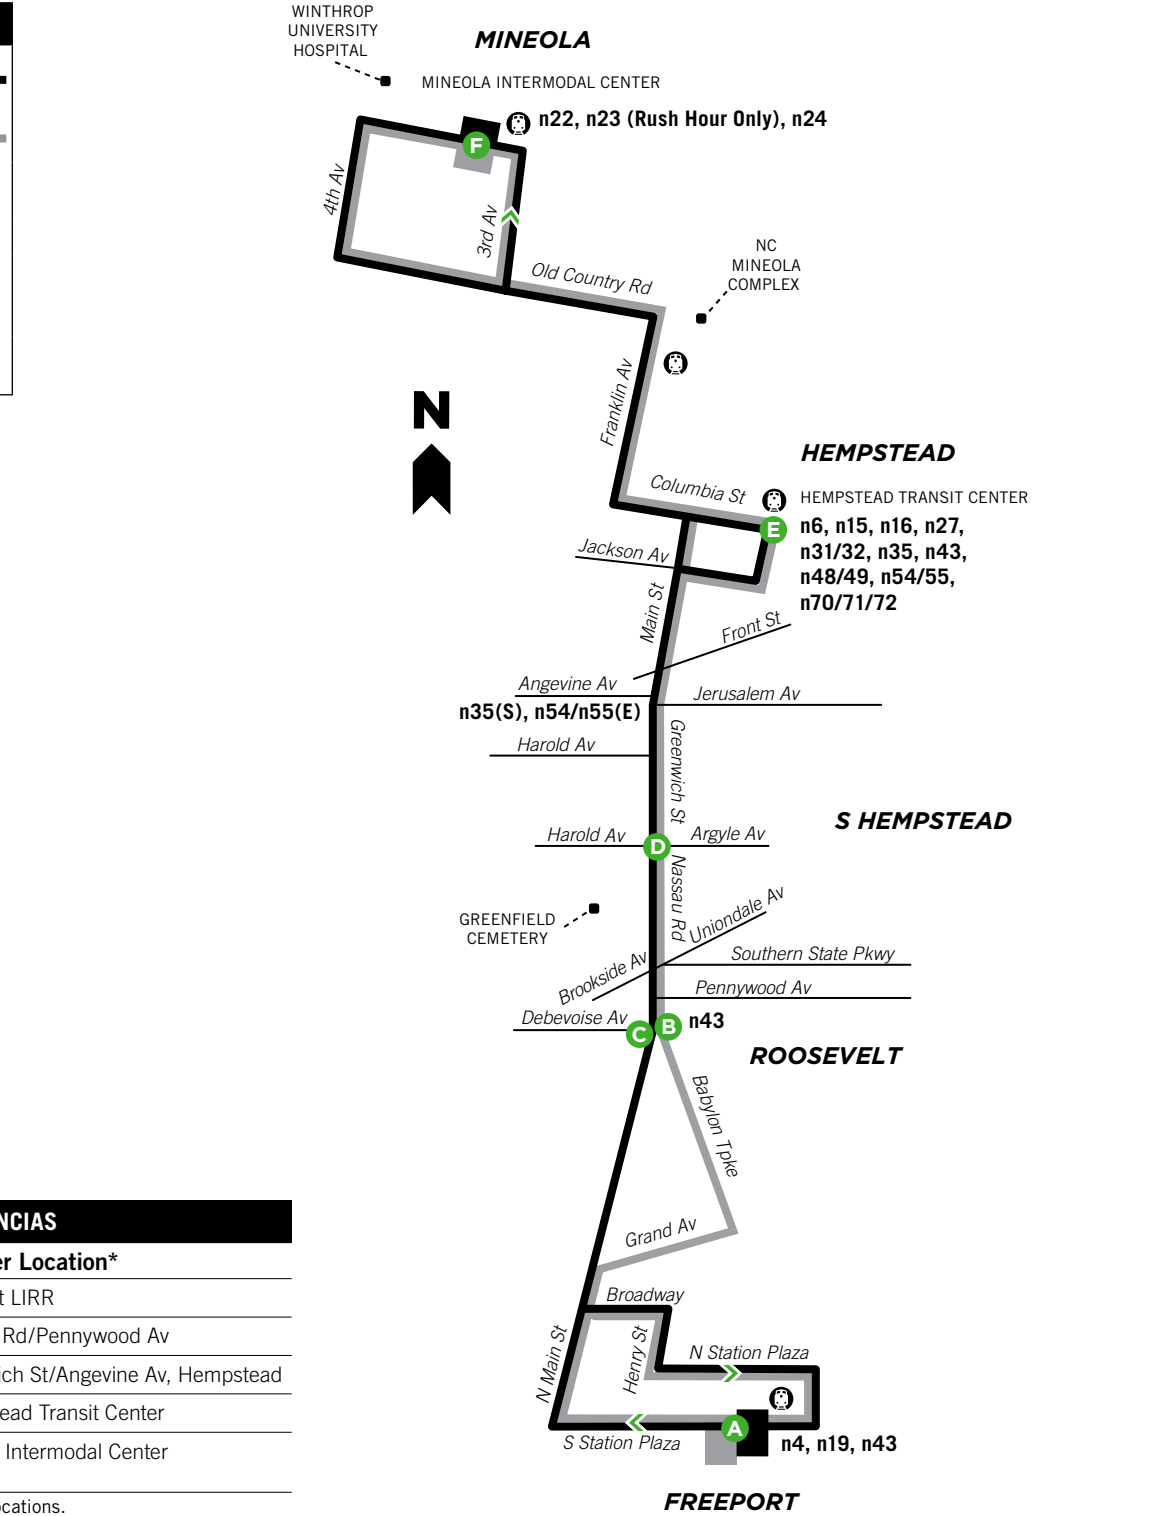 WINTHROP
UNIVERSITY
HOSPITAL
MINEOLA
MINEOLA INTERMODAL CENTER
n22, n23 (Rush Hour Only), n24
F
4th Av
3rd Av
Old Country Rd
NC
MINEOLA
COMPLEX
Franklin Av
N
HEMPSTEAD
Columbia St
HEMPSTEAD TRANSIT CENTER
E
n6, n15, n16, n27,
n31/32, n35, n43,
n48/49, n54/55,
n70/71/72
Jackson Av
Main St
Front St
Angevine Av
Jerusalem Av
n35(S), n54/n55(E)
Greenwich St
Harold Av
S HEMPSTEAD
Harold Av
D
Argyle Av
Nassau Rd
Uniondale Av
GREENFIELD
CEMETERY
Brookside Av
Southern State Pkwy
Pennywood Av
Debevoise Av
C
B
n43
ROOSEVELT
Babylon Tpke
Grand Av
Broadway
N Main St
Henry St
N Station Plaza
A
S Station Plaza
n4, n19, n43
FREEPORT
NCIAS
er Location*
t LIRR
Rd/Pennywood Av
ich St/Angevine Av, Hempstead
ead Transit Center
Intermodal Center
ocations.